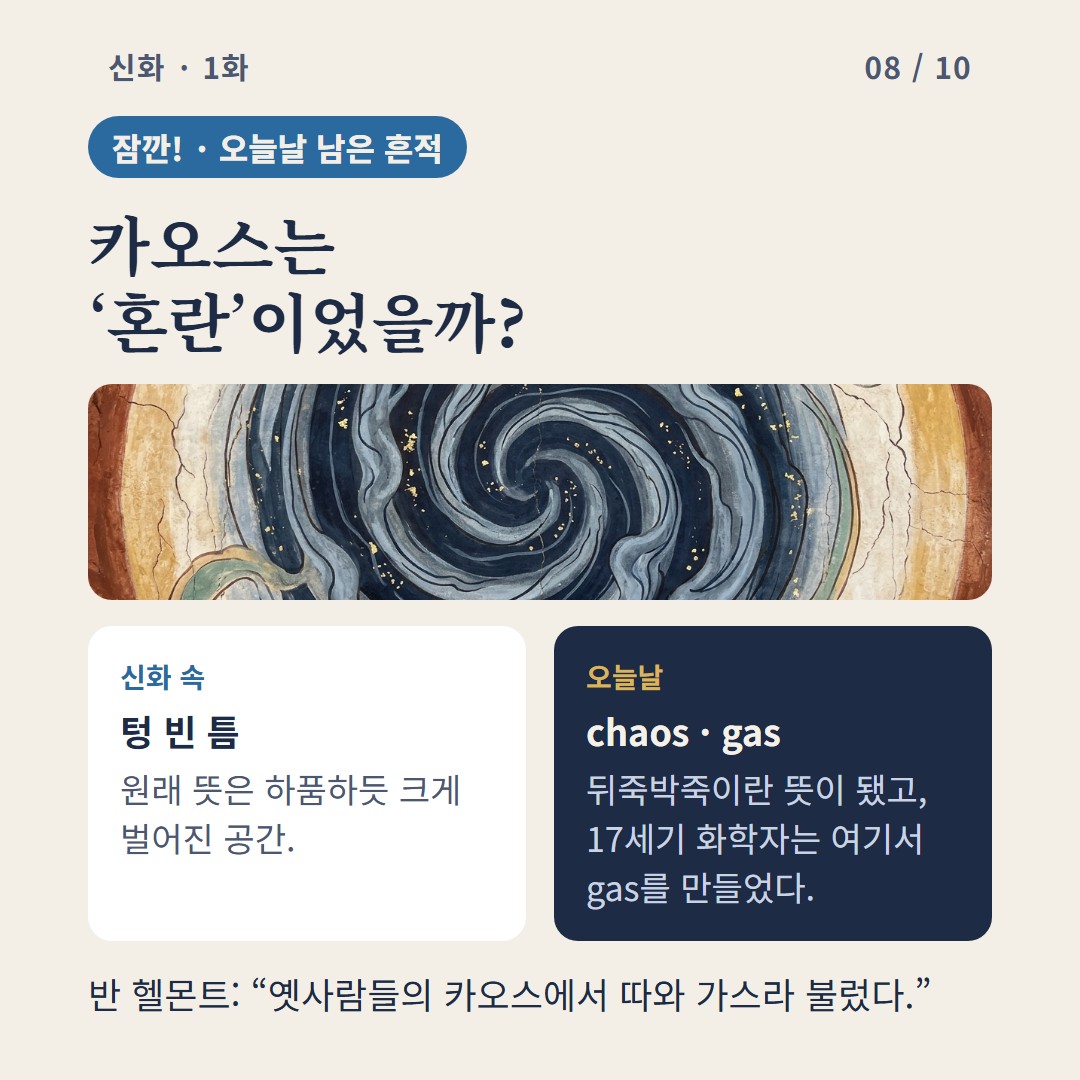 신화 · 1화
08 / 10
잠깐! · 오늘날 남은 흔적
카오스는
‘혼란’이었을까?
신화 속
텅 빈 틈
원래 뜻은 하품하듯 크게
벌어진 공간.
오늘날
chaos · gas
뒤죽박죽이란 뜻이 됐고,
17세기 화학자는 여기서
gas를 만들었다.
반 헬몬트: “옛사람들의 카오스에서 따와 가스라 불렀다.”